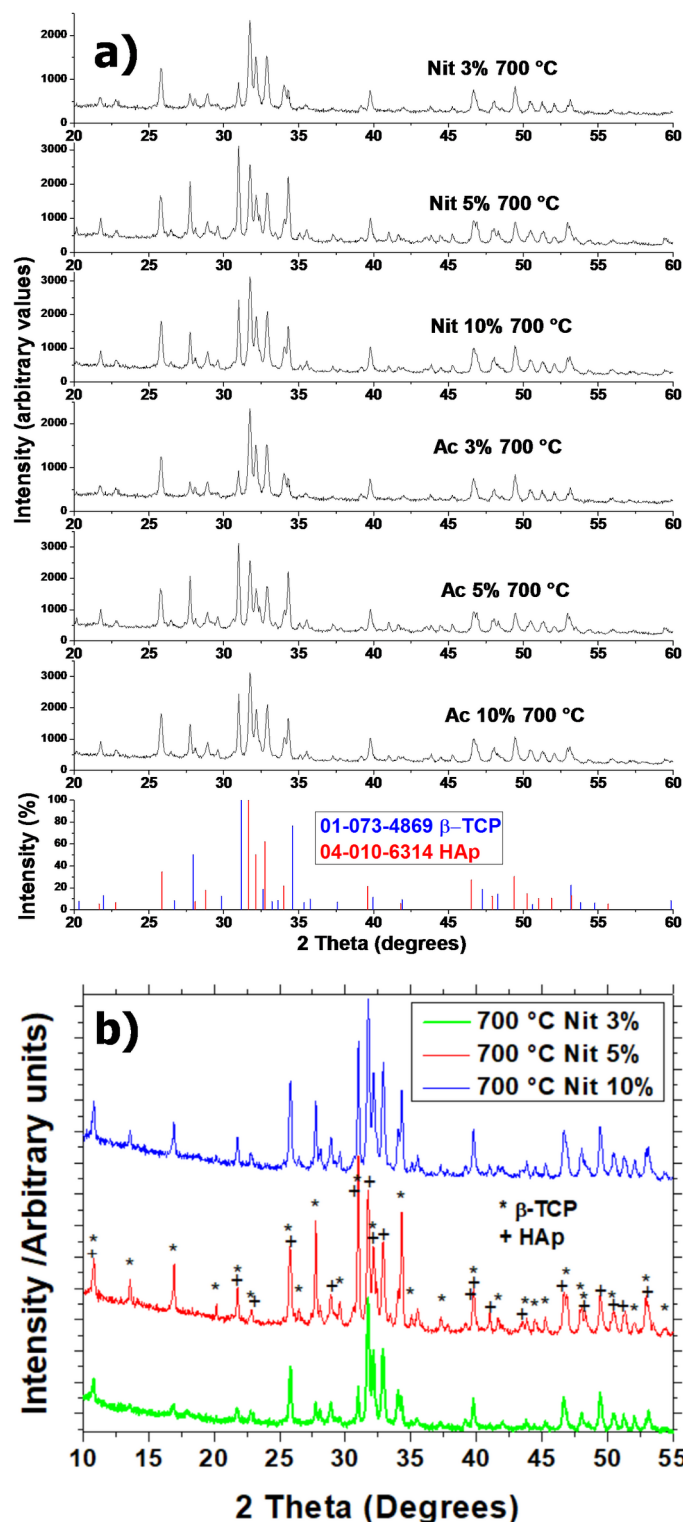 a)
Nit 3% 700 °C
2000
1000
0
20 25 30 35 40 45 50 55 60
Nit 5% 700 °C
3000
2000
1000
0
20 25 30 35 40 45 50 55 60
Nit 10% 700 °C
3000
2000
1000
0
20 25 30 35 40 45 50 55 60
Intensity (arbitrary values)
Ac 3% 700 °C
2000
1000
0
20 25 30 35 40 45 50 55 60
Ac 5% 700 °C
3000
2000
1000
0
20 25 30 35 40 45 50 55 60
Ac 10% 700 °C
3000
2000
1000
0
20 25 30 35 40 45 50 55 60
Intensity (%)
100
80
60
40
20
0
01-073-4869 β–TCP
04-010-6314 HAp
20 25 30 35 40 45 50 55 60
2 Theta (degrees)
b)
700 °C Nit 3%
700 °C Nit 5%
700 °C Nit 10%
* β-TCP
+ HAp
Intensity /Arbitrary units
10 15 20 25 30 35 40 45 50 55
2 Theta (Degrees)